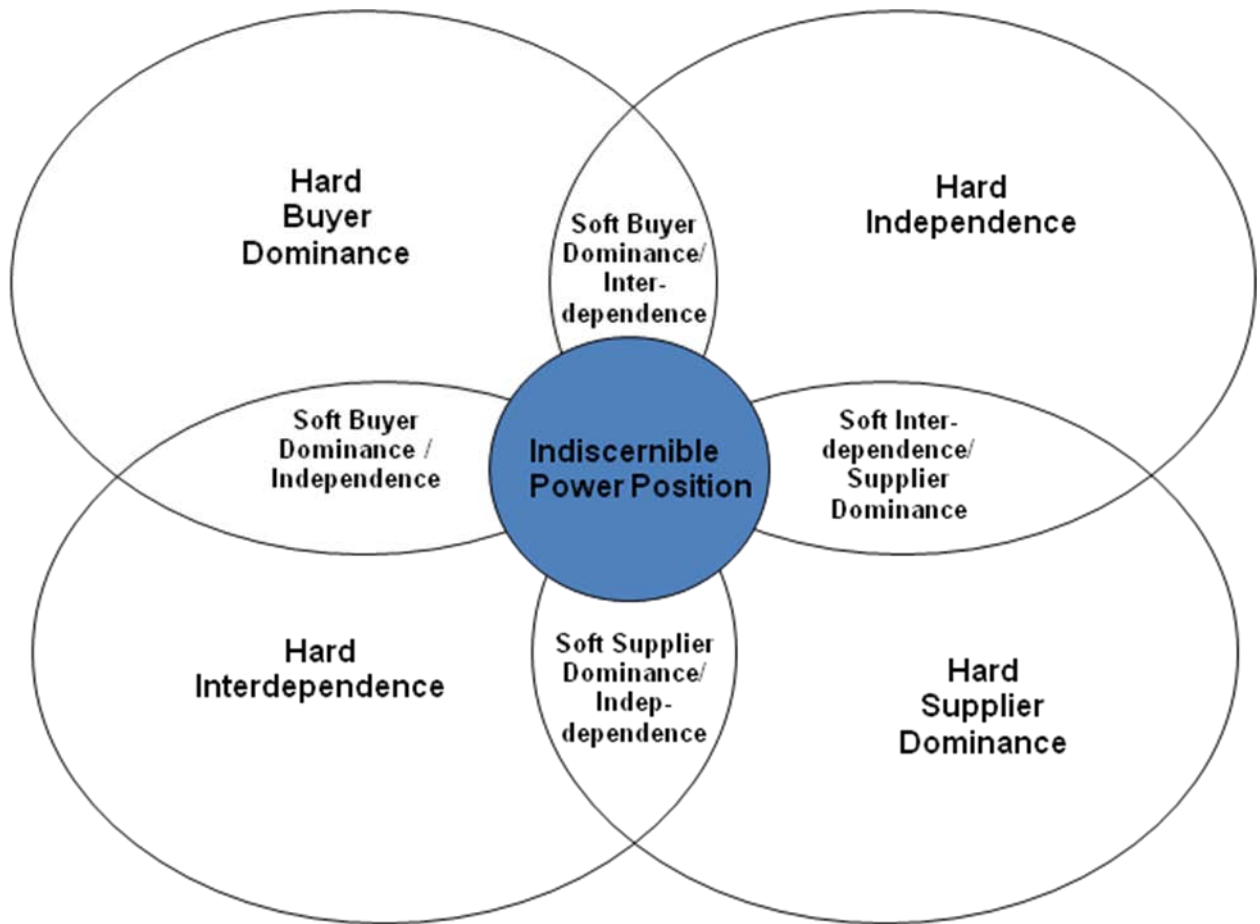 Hard
Buyer
Dominance
Hard
Independence
Soft Buyer
Dominance/
Inter-
dependence
Soft Buyer
Dominance /
Independence
Indiscernible
Power Position
Soft Inter-
dependence/
Supplier
Dominance
Hard
Interdependence
Soft Supplier
Dominance/
Indep-
dependence
Hard
Supplier
Dominance